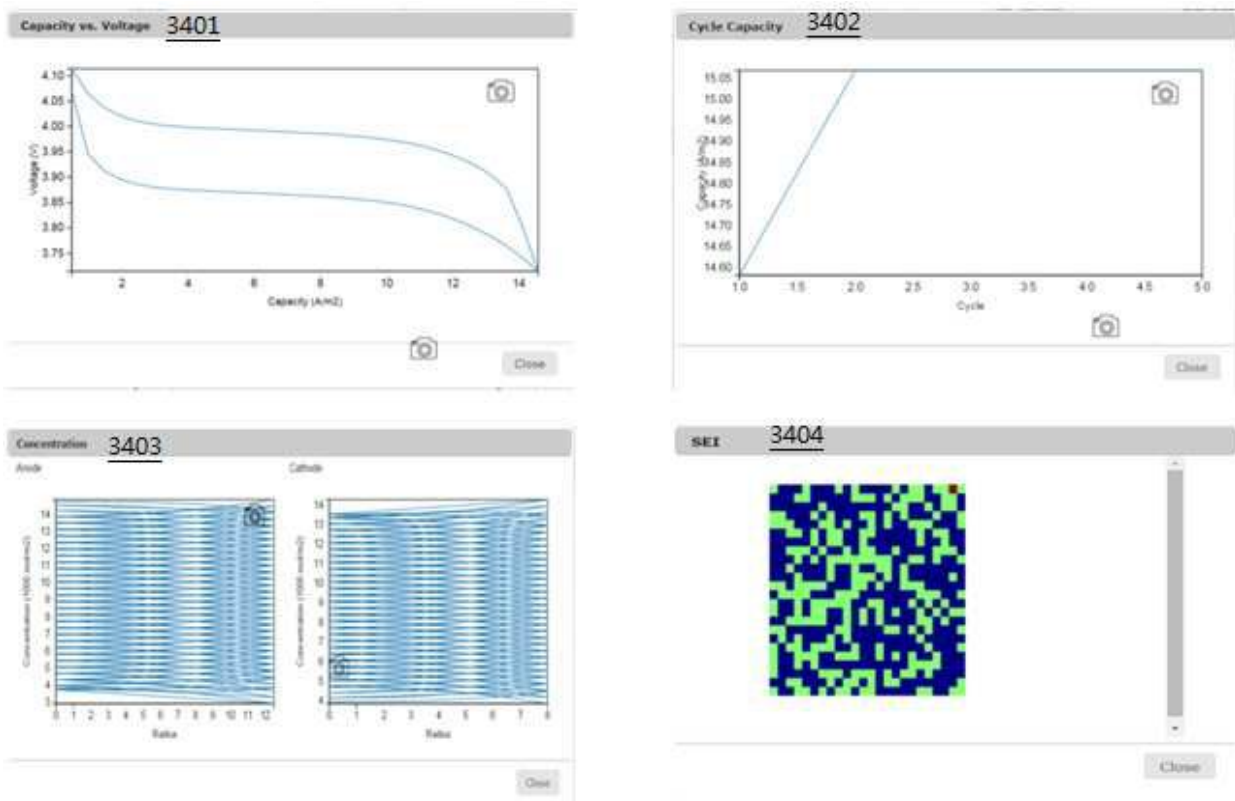 Capacity vs. Voltage 3401
4.10
4.05
4.00
3.95
3.90
3.85
3.80
3.75
Voltage (V)
2 4 6 8 10 12 14
Capacity (A/m2)
Close
Cycle Capacity 3402
15.05
15.00
14.95
14.90
14.85
14.80
14.75
14.70
14.65
14.60
Capacity (A/m2)
1.0 1.5 2.0 2.5 3.0 3.5 4.0 4.5 5.0
Cycle
Close
Concentration 3403
Anode
14
13
12
11
10
9
8
7
6
5
4
3
0 1 2 3 4 5 6 7 8 9 10 11 12
Radius
Cathode
14
13
12
11
10
9
8
7
6
5
4
0 1 2 3 4 5 6 7 8
Radius
Close
SEI 3404
Close